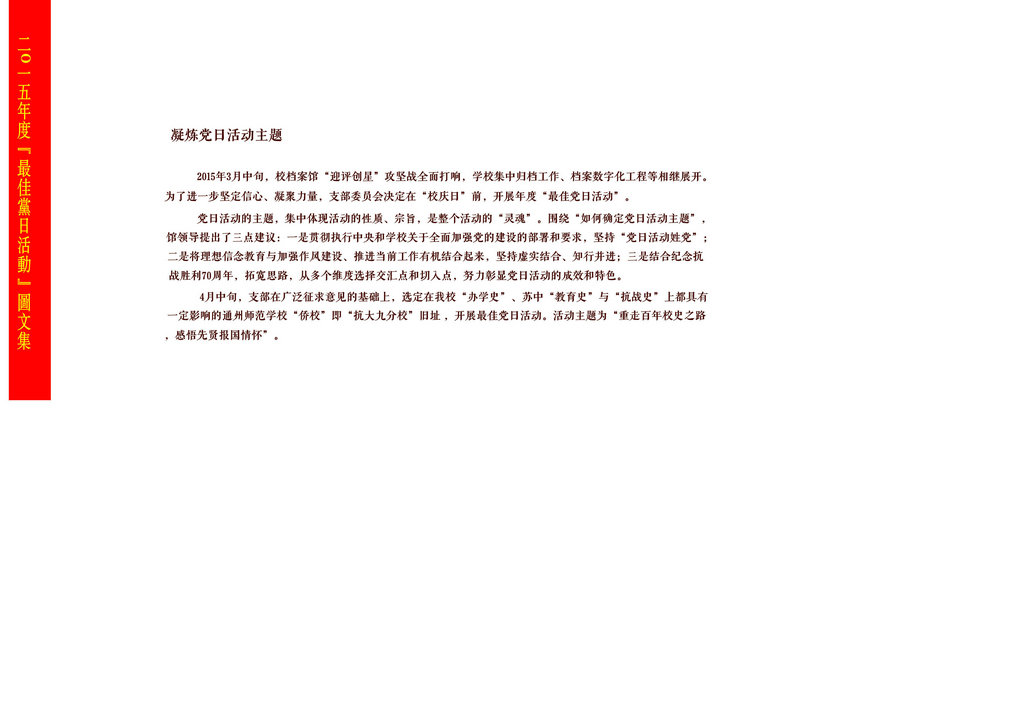 二〇一五年度『最佳黨日活動』圖文集
凝炼党日活动主题
2015年3月中旬，校档案馆“迎评创星”攻坚战全面打响，学校集中归档工作、档案数字化工程等相继展开。
为了进一步坚定信心、凝聚力量，支部委员会决定在“校庆日”前，开展年度“最佳党日活动”。
党日活动的主题，集中体现活动的性质、宗旨，是整个活动的“灵魂”。围绕“如何确定党日活动主题”，
馆领导提出了三点建议：一是贯彻执行中央和学校关于全面加强党的建设的部署和要求，坚持“党日活动姓党”；
二是将理想信念教育与加强作风建设、推进当前工作有机结合起来，坚持虚实结合、知行并进；三是结合纪念抗
战胜利70周年，拓宽思路，从多个维度选择交汇点和切入点，努力彰显党日活动的成效和特色。
4月中旬，支部在广泛征求意见的基础上，选定在我校“办学史”、苏中“教育史”与“抗战史”上都具有
一定影响的通州师范学校“侨校”即“抗大九分校”旧址，开展最佳党日活动。活动主题为“重走百年校史之路
，感悟先贤报国情怀”。